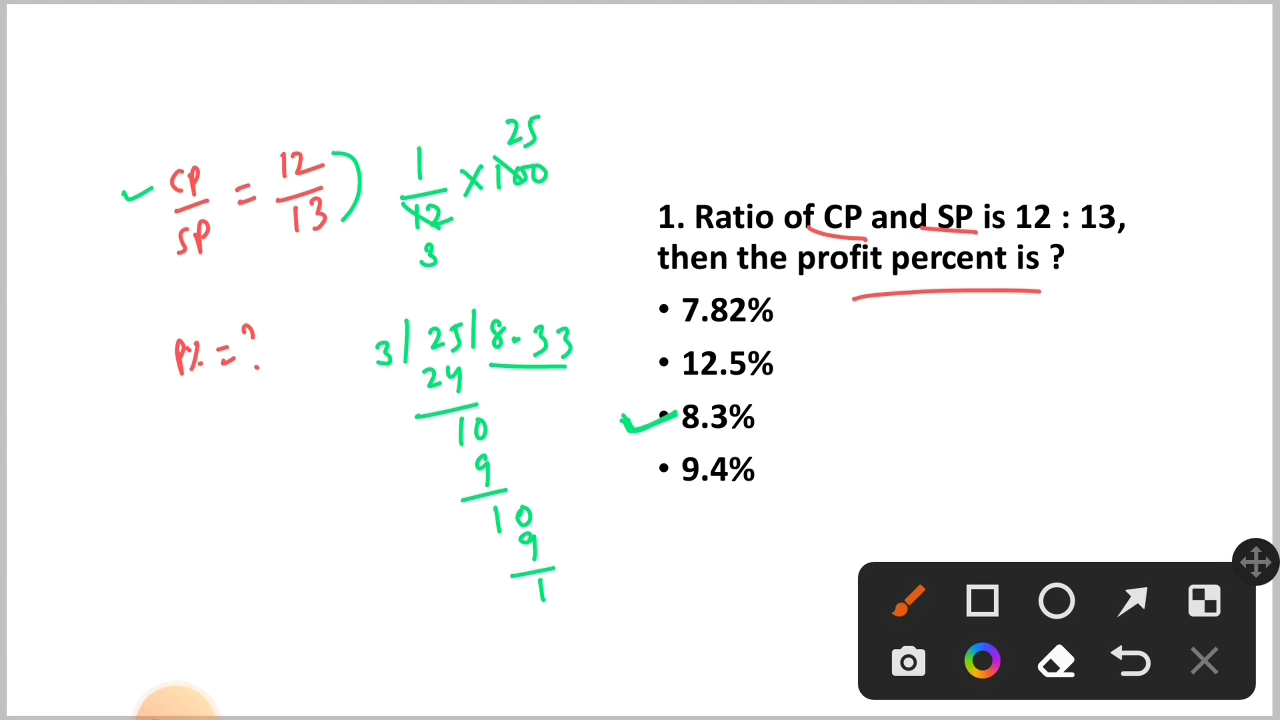 CP/SP = 12/13) 1/12 × 100 25
3
P% = ?
3 | 25 | 8.33
24
10
9
10
9
1
1. Ratio of CP and SP is 12 : 13,
then the profit percent is ?
• 7.82%
• 12.5%
• 8.3%
• 9.4%